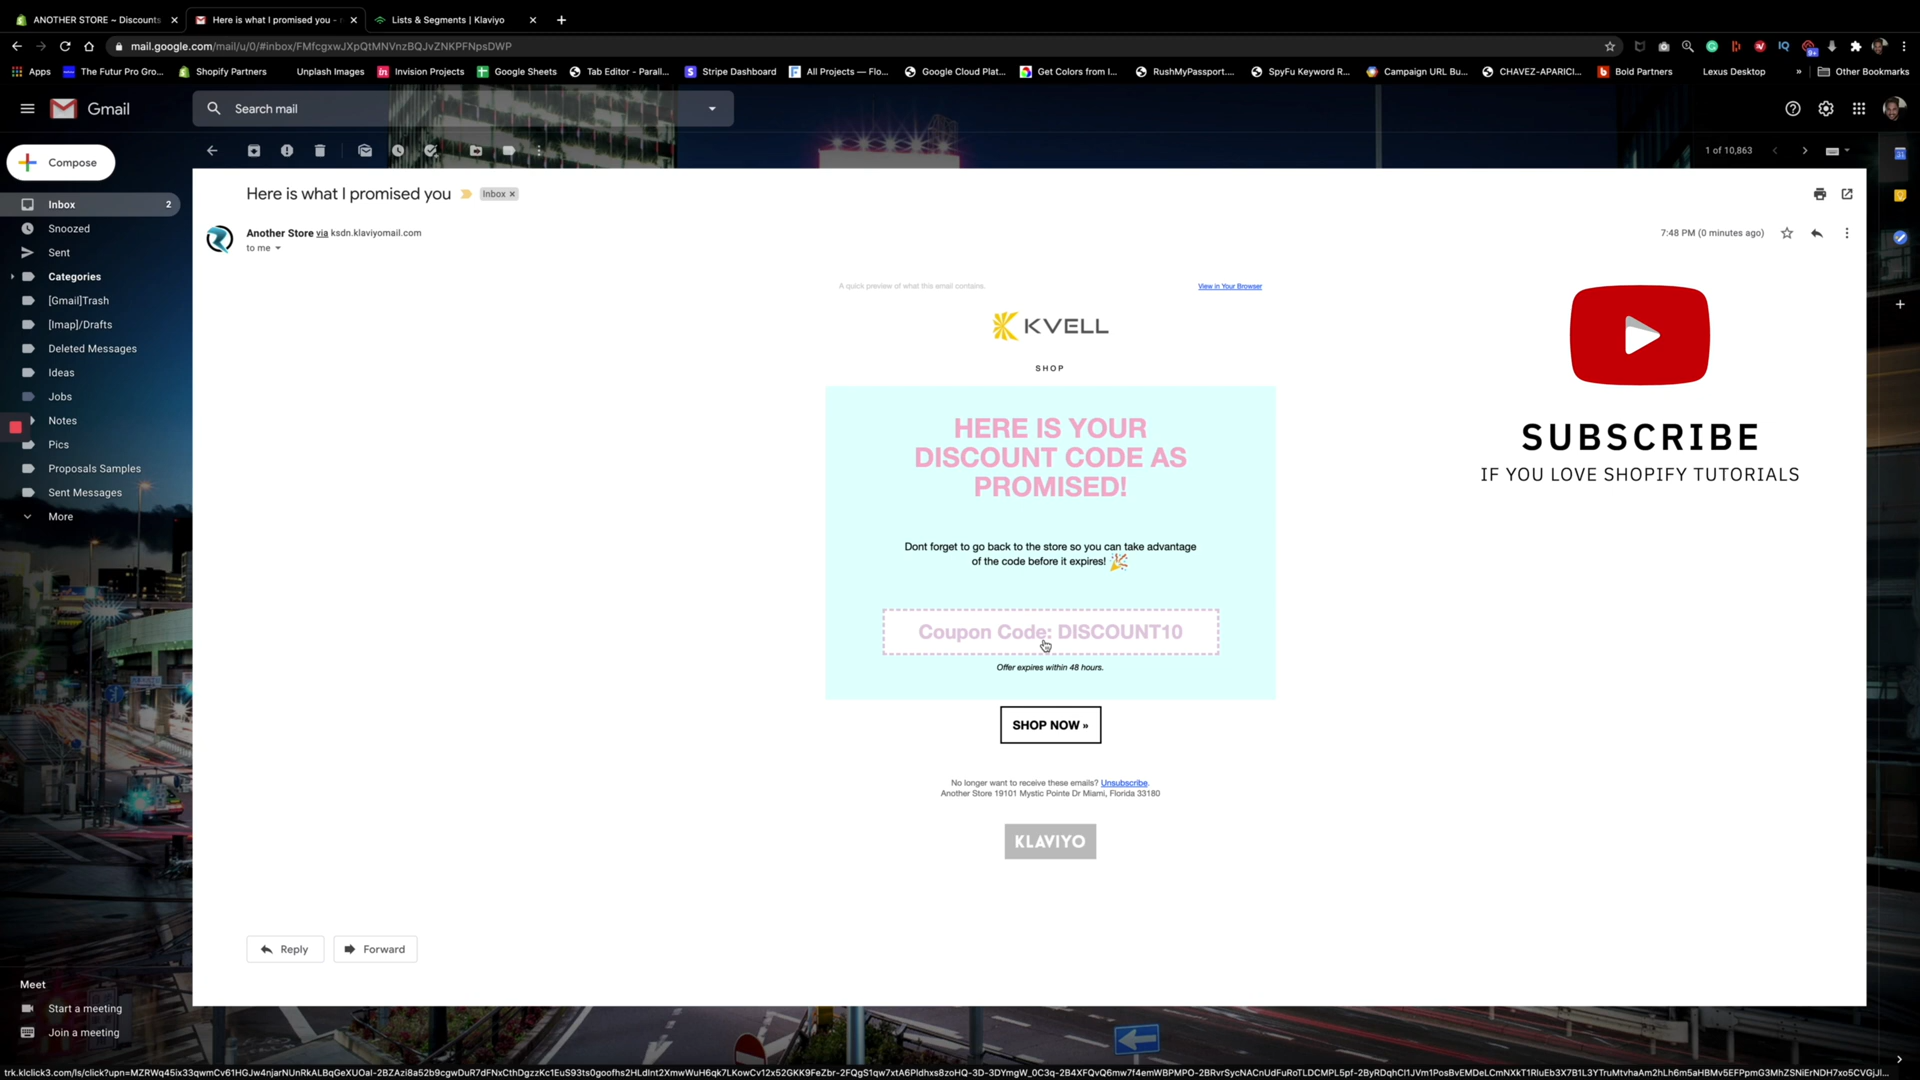 ANOTHER STORE ~ Discounts
Here is what I promised you -
Lists & Segments | Klaviyo
mail.google.com/mail/u/0/#inbox/FMfcgxwJXpQtMNVnzBQJvZNKPFNpsDWP
Apps
The Futur Pro Gro...
Shopify Partners
Unplash Images
Invision Projects
Google Sheets
Tab Editor - Parall...
Stripe Dashboard
All Projects — Flo...
Google Cloud Plat...
Get Colors from I...
RushMyPassport....
SpyFu Keyword R...
Campaign URL Bu...
CHAVEZ-APARICI...
Bold Partners
Lexus Desktop
»
Other Bookmarks
Gmail
Search mail
Compose
1 of 10,863
Inbox 2
Snoozed
Sent
Categories
[Gmail]Trash
[Imap]/Drafts
Deleted Messages
Ideas
Jobs
Notes
Pics
Proposals Samples
Sent Messages
More
Meet
Start a meeting
Join a meeting
Here is what I promised you
Inbox ×
Another Store via ksdn.klaviyomail.com
to me
7:48 PM (0 minutes ago)
A quick preview of what this email contains.
View in Your Browser
KVELL
SHOP
HERE IS YOUR
DISCOUNT CODE AS
PROMISED!
Dont forget to go back to the store so you can take advantage
of the code before it expires! 🎉
Coupon Code: DISCOUNT10
Offer expires within 48 hours.
SHOP NOW »
No longer want to receive these emails? Unsubscribe.
Another Store 19101 Mystic Pointe Dr Miami, Florida 33180
KLAVIYO
Reply
Forward
SUBSCRIBE
IF YOU LOVE SHOPIFY TUTORIALS